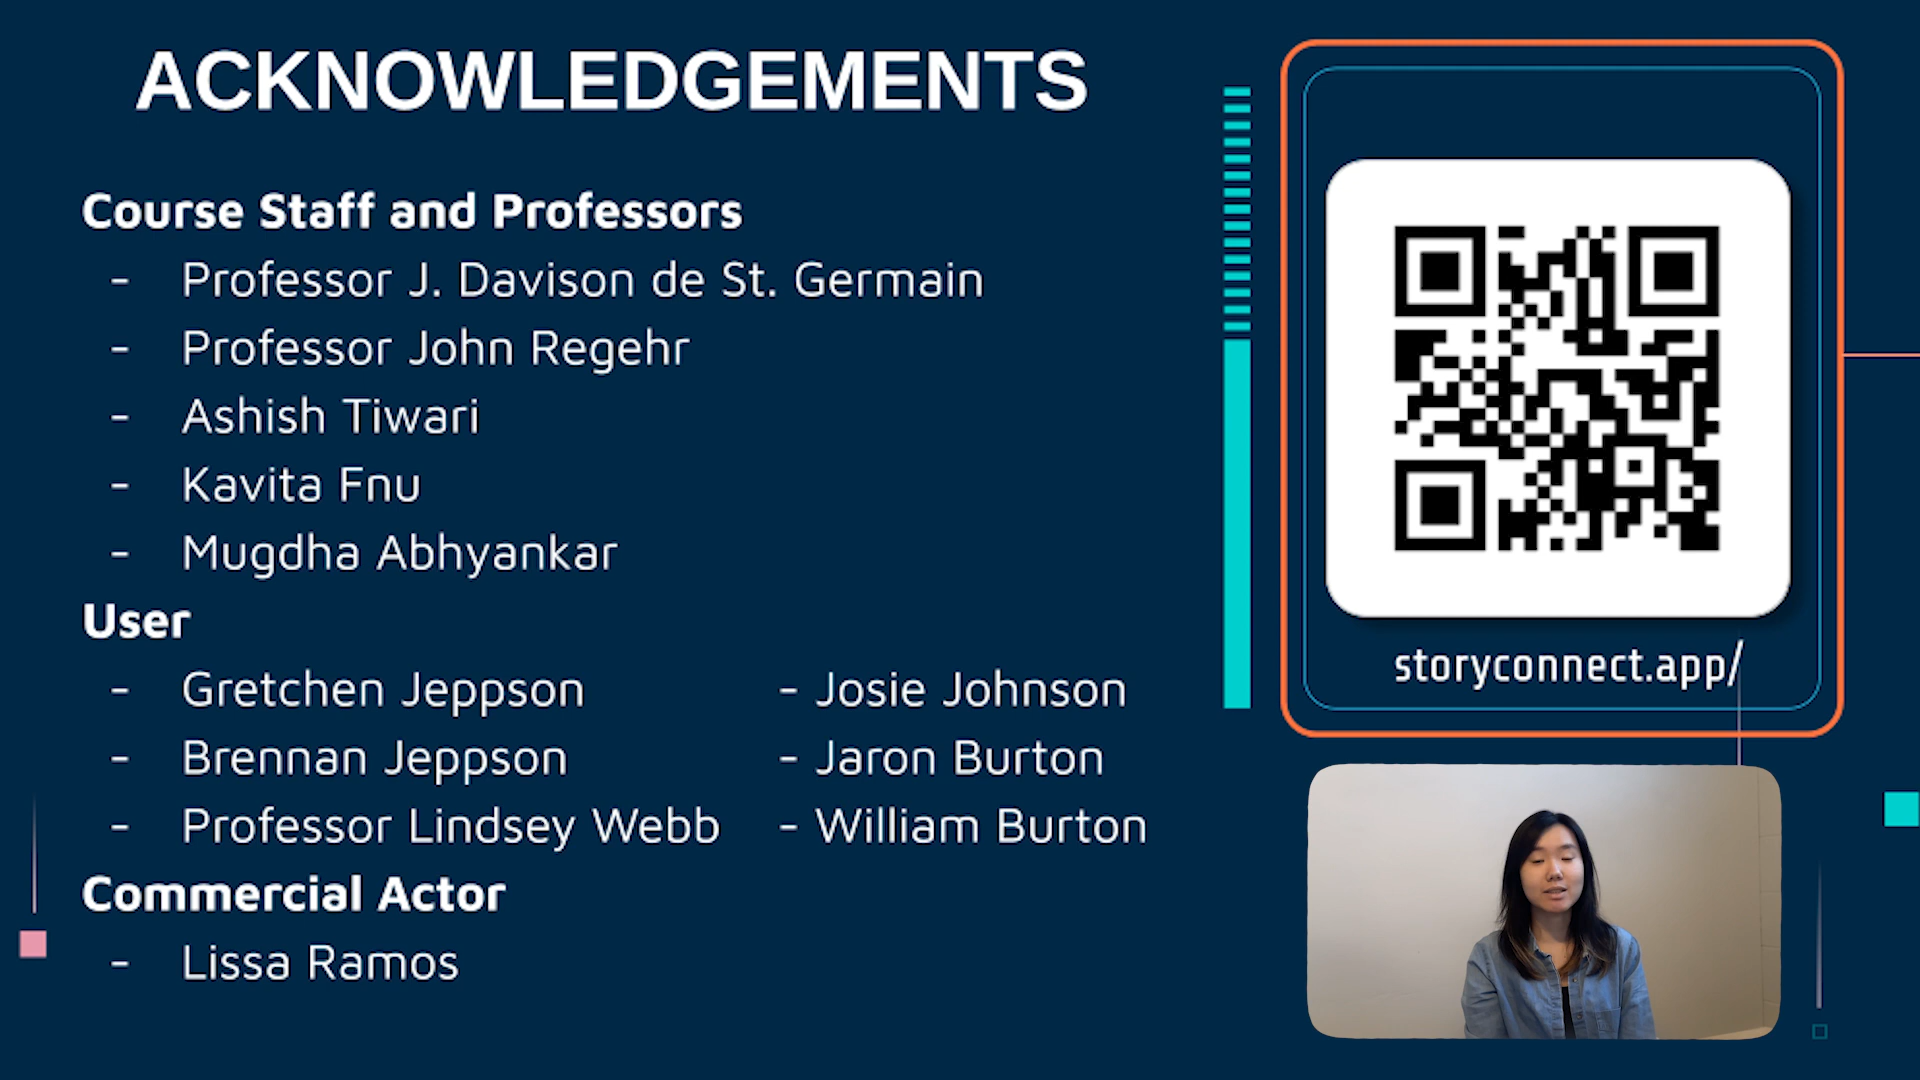 ACKNOWLEDGEMENTS
Course Staff and Professors
- Professor J. Davison de St. Germain
- Professor John Regehr
- Ashish Tiwari
- Kavita Fnu
- Mugdha Abhyankar
User
- Gretchen Jeppson
- Brennan Jeppson
- Professor Lindsey Webb
- Josie Johnson
- Jaron Burton
- William Burton
Commercial Actor
- Lissa Ramos
storyconnect.app/